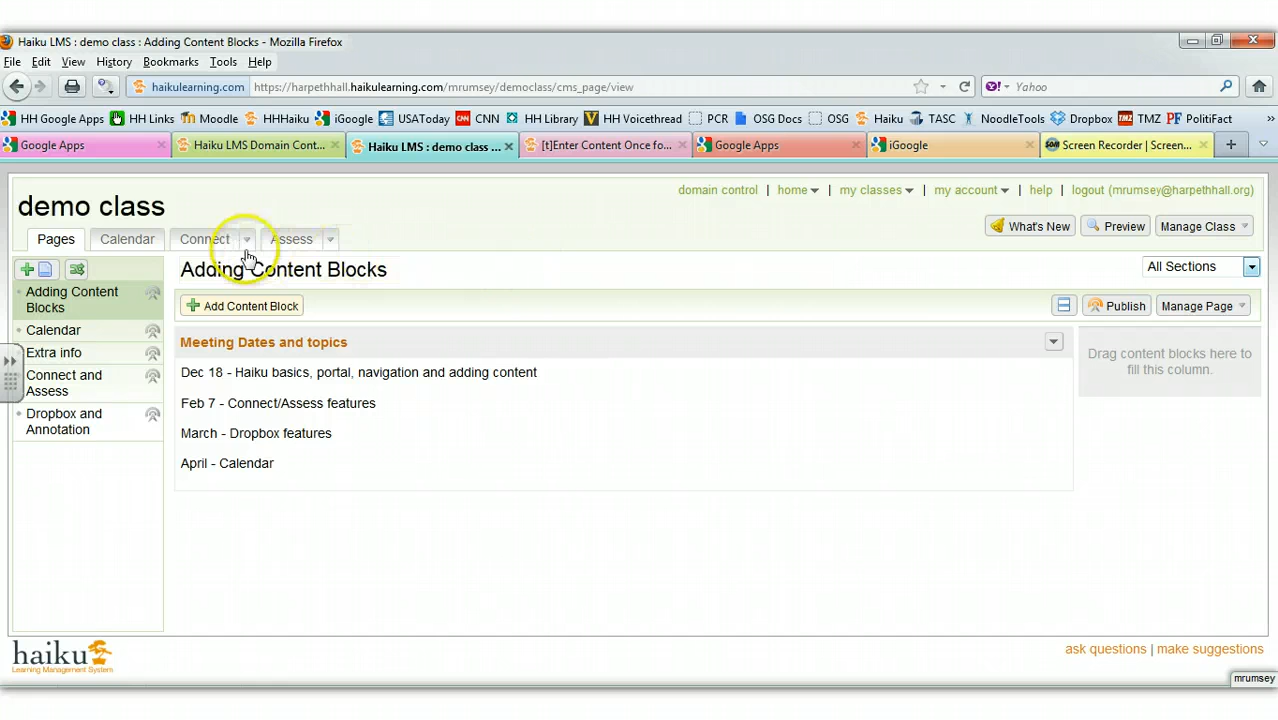 Haiku LMS : demo class : Adding Content Blocks - Mozilla Firefox
File Edit View History Bookmarks Tools Help
haikulearning.com https://harpethhall.haikulearning.com/mrumsey/democlass/cms_page/view Yahoo
HH Google Apps HH Links Moodle HHHaiku iGoogle USAToday CNN HH Library HH Voicethread PCR OSG Docs OSG Haiku TASC NoodleTools Dropbox TMZ PolitiFact »
Google Apps Haiku LMS Domain Cont... Haiku LMS : demo class ... [t]Enter Content Once fo... Google Apps iGoogle Screen Recorder | Screen...
domain control | home | my classes | my account | help | logout (mrumsey@harpethhall.org)
demo class
What's New Preview Manage Class
Pages Calendar Connect Assess
Adding Content Blocks
All Sections
Adding Content
Blocks
Calendar
Extra info
Connect and
Assess
Dropbox and
Annotation
Add Content Block
Publish Manage Page
Meeting Dates and topics
Dec 18 - Haiku basics, portal, navigation and adding content
Feb 7 - Connect/Assess features
March - Dropbox features
April - Calendar
Drag content blocks here to
fill this column.
haiku
Learning Management System
ask questions | make suggestions
mrumsey